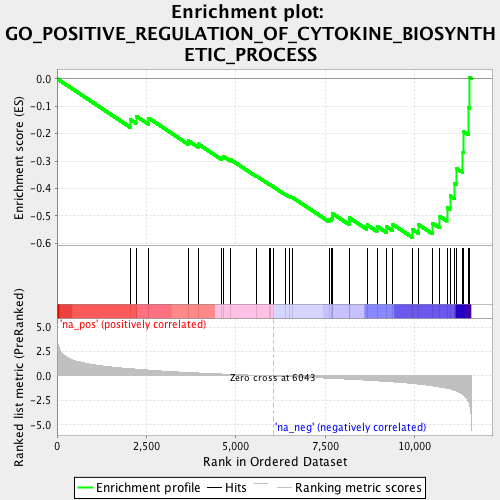 Enrichment plot:
GO_POSITIVE_REGULATION_OF_CYTOKINE_BIOSYNTH
ETIC_PROCESS
Enrichment score (ES)
0.0
-0.1
-0.2
-0.3
-0.4
-0.5
-0.6
Ranked list metric (PreRanked)
'na_pos' (positively correlated)
5.0
2.5
0.0
-2.5
-5.0
Zero cross at 6043
'na_neg' (negatively correlated)
0
2,500
5,000
7,500
10,000
Rank in Ordered Dataset
Enrichment profile
Hits
Ranking metric scores